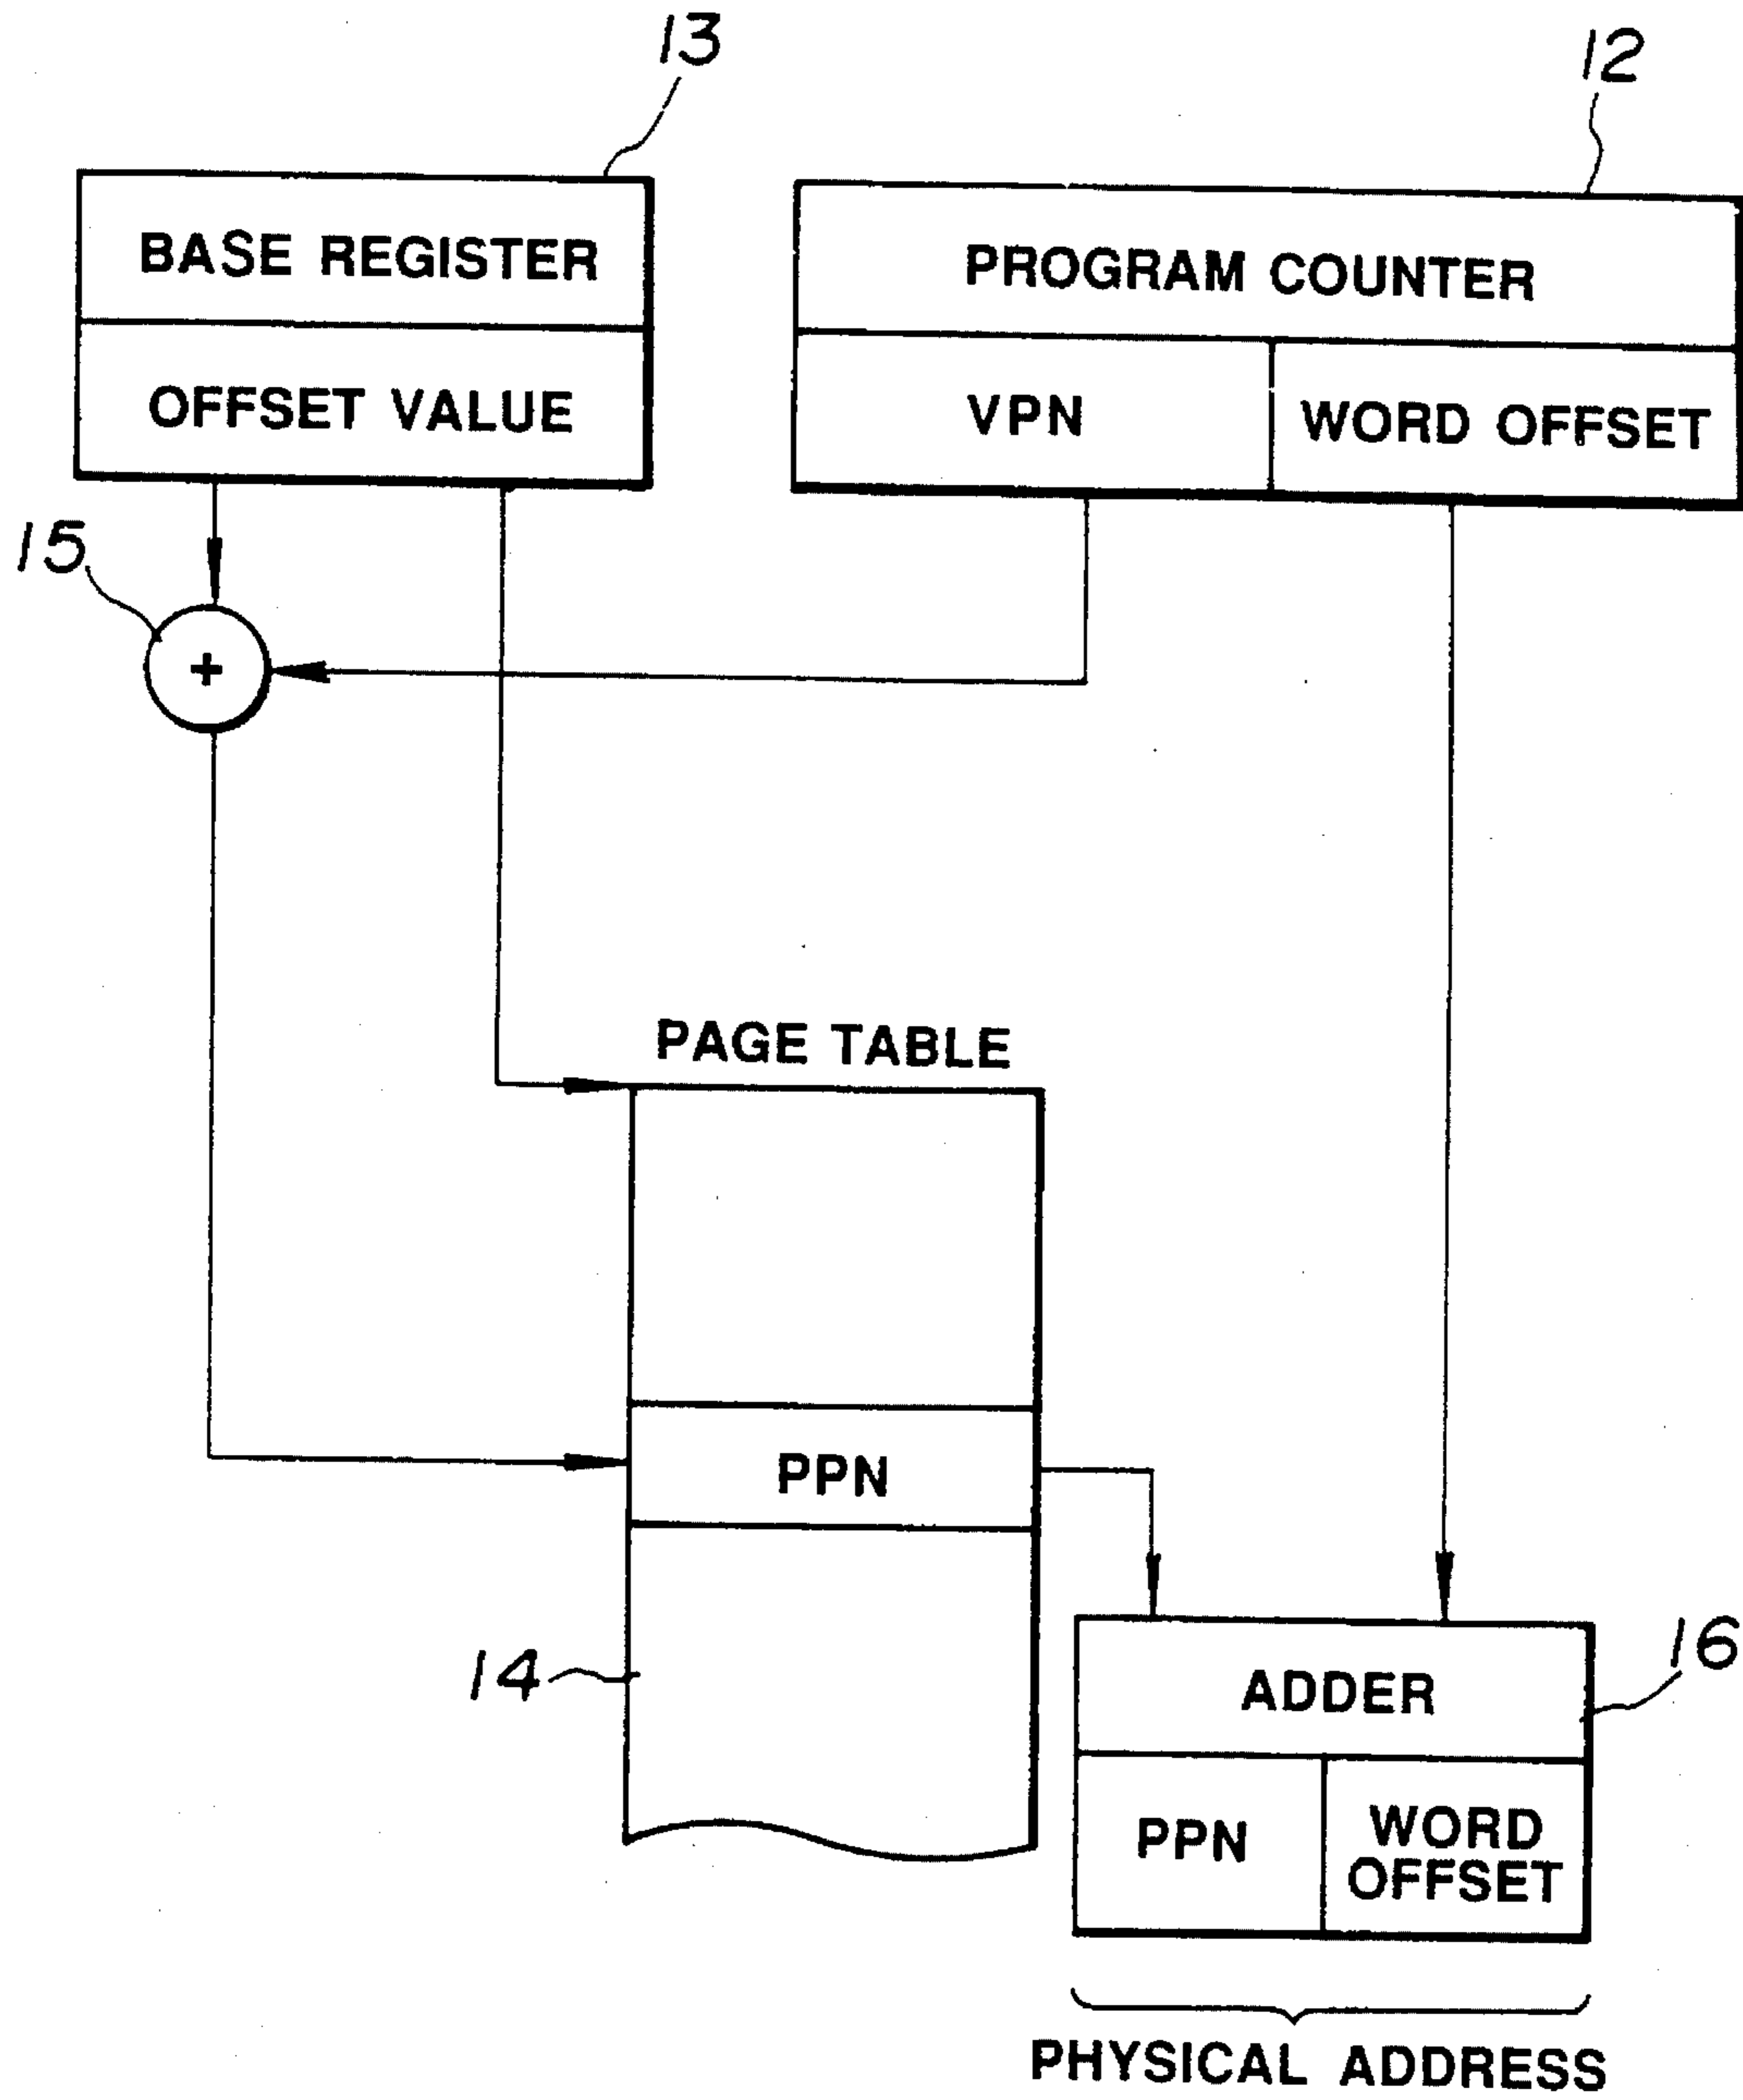 13
12
BASE REGISTER
PROGRAM COUNTER
OFFSET VALUE
VPN
WORD OFFSET
15
+
PAGE TABLE
PPN
14
16
ADDER
PPN
WORD
OFFSET
PHYSICAL ADDRESS